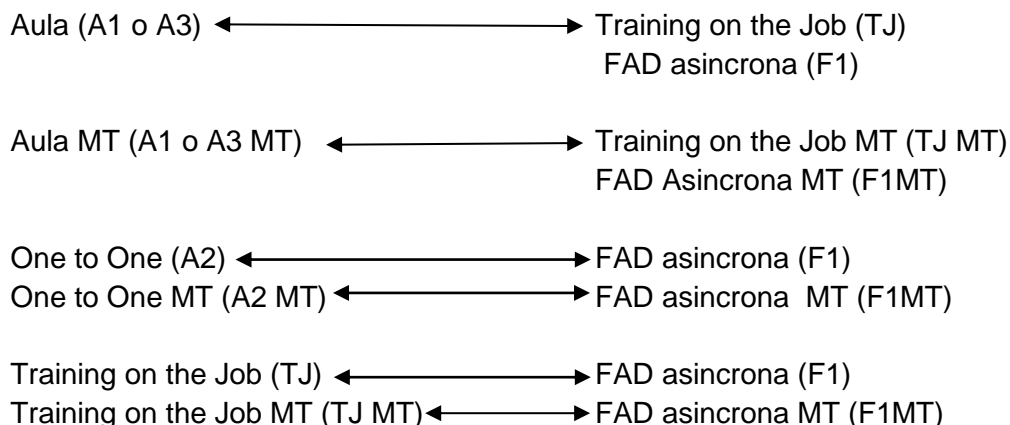 Aula (A1 o A3) Training on the Job (TJ)
FAD asincrona (F1)
Aula MT (A1 o A3 MT) Training on the Job MT (TJ MT)
FAD Asincrona MT (F1MT)
One to One (A2) FAD asincrona (F1)
One to One MT (A2 MT) FAD asincrona MT (F1MT)
Training on the Job (TJ) FAD asincrona (F1)
Training on the Job MT (TJ MT) FAD asincrona MT (F1MT)